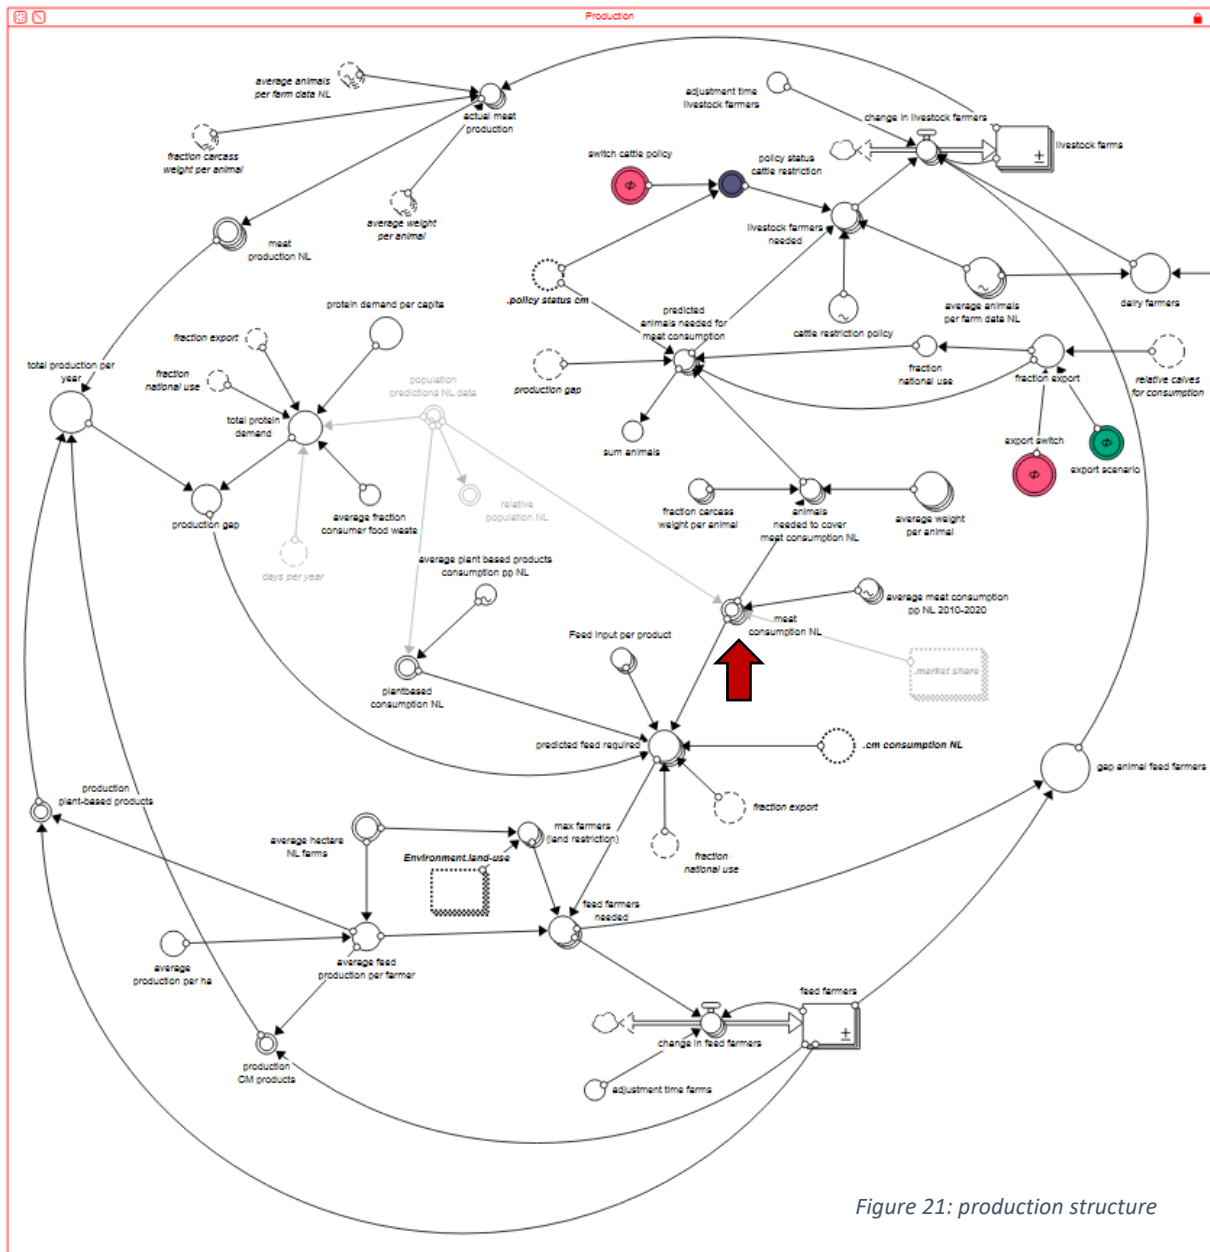 Production
average animals
per farm data NL
actual meat
production
fraction carcass
weight per animal
average weight
per animal
meat
production NL
adjustment time
livestock farmers
change in livestock farmers
livestock farms
switch cattle policy
policy status
cattle restriction
livestock farmers
needed
.policy status cm
predicted
animals needed for
meat consumption
cattle restriction policy
average animals
per farm data NL
dairy farmers
protein demand per capita
fraction export
fraction
national use
total production per
year
total protein
demand
population
predictions NL data
production gap
sum animals
fraction
national use
fraction export
relative calves
for consumption
export switch
export scenario
production gap
average fraction
consumer food waste
relative
population NL
days per year
fraction carcass
weight per animal
animals
needed to cover
meat consumption NL
average weight
per animal
average plant based products
consumption pp NL
average meat consumption
pp NL 2010-2020
meat
consumption NL
Feed input per product
.market share
plantbased
consumption NL
predicted feed required
.cm consumption NL
gap animal feed farmers
fraction export
fraction
national use
production
plant-based products
average hectare
NL farms
max farmers
(land restriction)
Environment.land-use
feed farmers
needed
average
production per ha
average feed
production per farmer
feed farmers
change in feed farmers
production
CM products
adjustment time farms
Figure 21: production structure